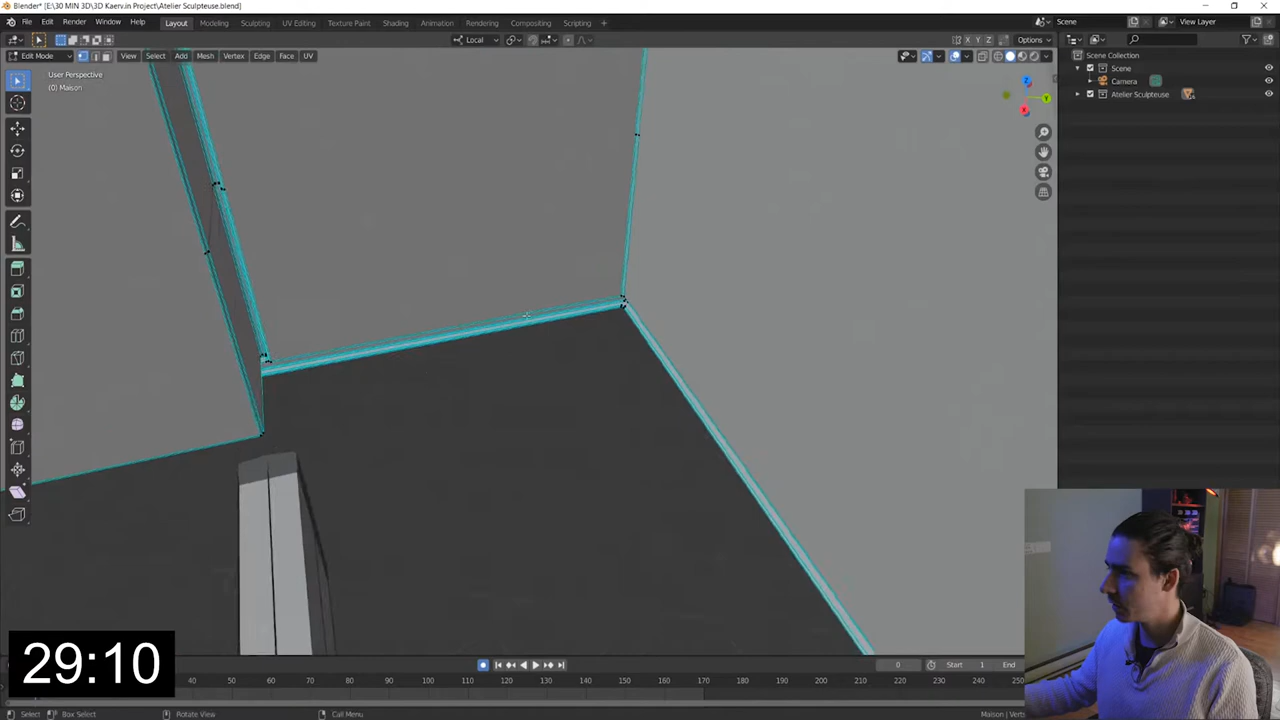 Blender* [E:\30 MIN 3D\3D Kaerv.in Project\Atelier Sculpteuse.blend]
File Edit Render Window Help Layout Modeling Sculpting UV Editing Texture Paint Shading Animation Rendering Compositing Scripting + Scene View Layer
Local Options
Edit Mode View Select Add Mesh Vertex Edge Face UV
X Y Z
User Perspective
(0) Maison
Scene Collection
Scene
Camera
Atelier Sculpteuse
Z
Y
X
29:10
0 Start 1 End
40 50 60 70 80 90 100 110 120 130 140 150 160 170 180 190 200 210 220 230 240 250
Select Box Select Rotate View Call Menu Maison | Verts